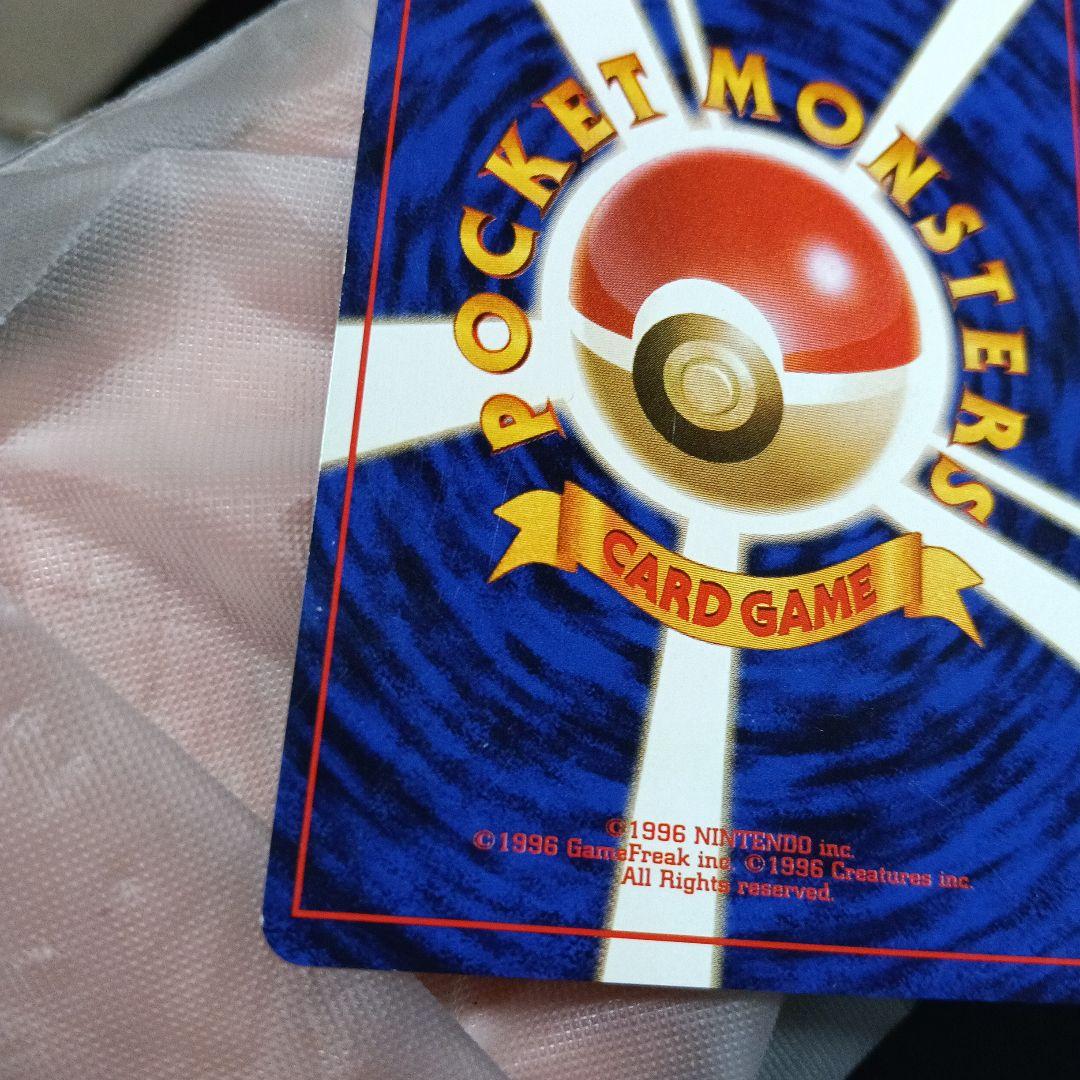 POCKET MONSTERS
CARD GAME
©1996 NINTENDO inc.
©1996 GameFreak inc. ©1996 Creatures inc.
All Rights reserved.